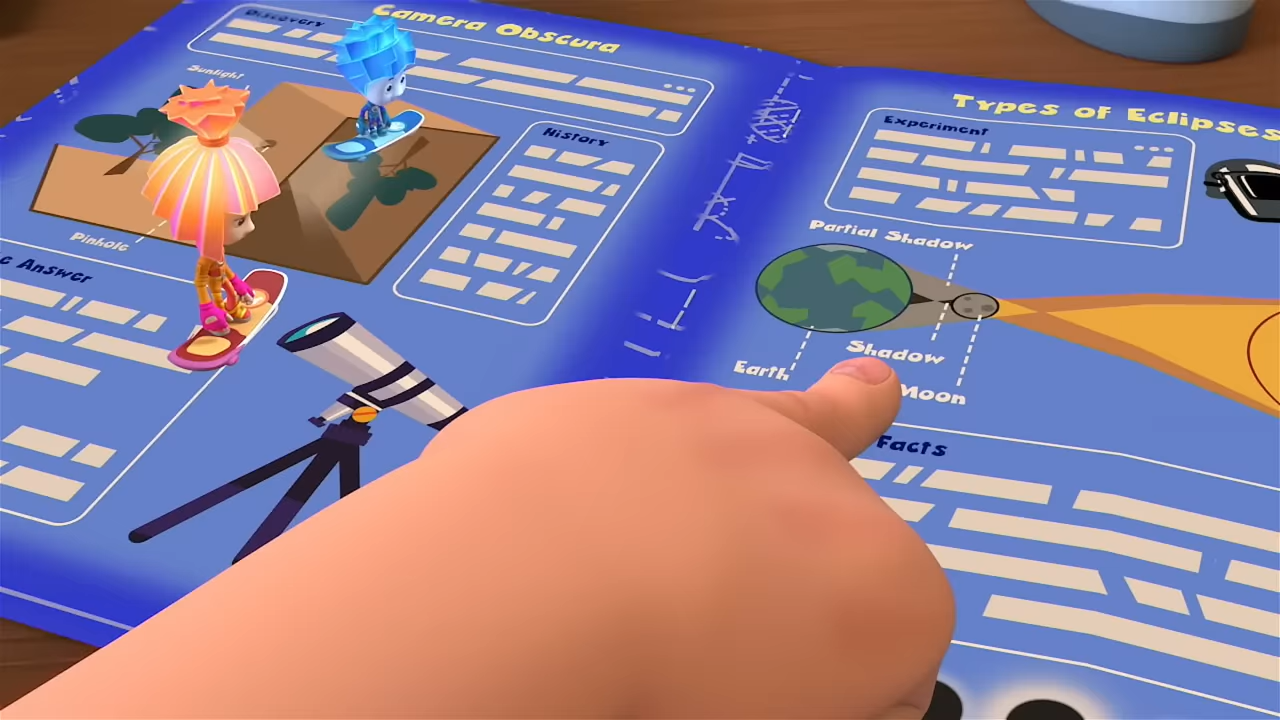 Camera Obscura
Discovery
Sunlight
History
Pinhole
e Answer
Types of Eclipses
Experiment
Partial Shadow
Shadow
Earth
Moon
Facts